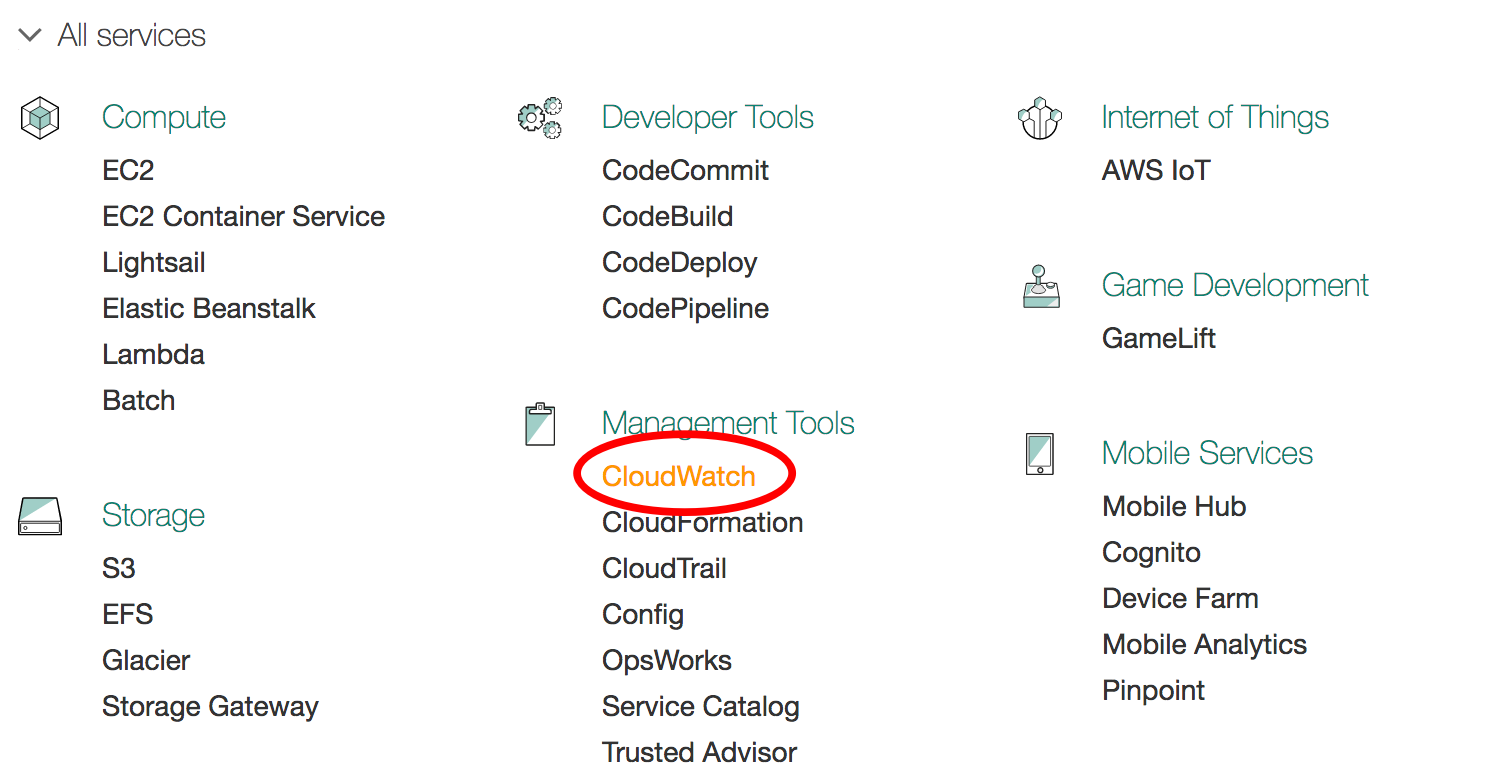 All services
Compute
EC2
EC2 Container Service
Lightsail
Elastic Beanstalk
Lambda
Batch
Storage
S3
EFS
Glacier
Storage Gateway
Developer Tools
CodeCommit
CodeBuild
CodeDeploy
CodePipeline
Management Tools
CloudWatch
CloudFormation
CloudTrail
Config
OpsWorks
Service Catalog
Trusted Advisor
Internet of Things
AWS IoT
Game Development
GameLift
Mobile Services
Mobile Hub
Cognito
Device Farm
Mobile Analytics
Pinpoint